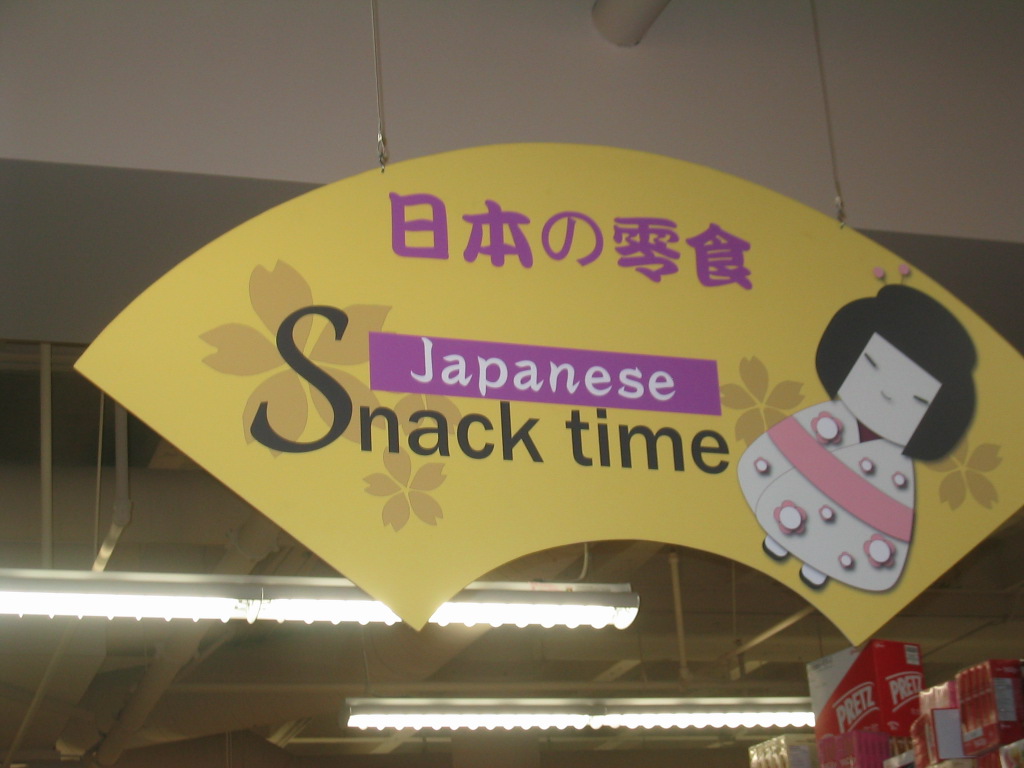 日本の零食
Japanese
Snack time
PRETZ
PRETZ